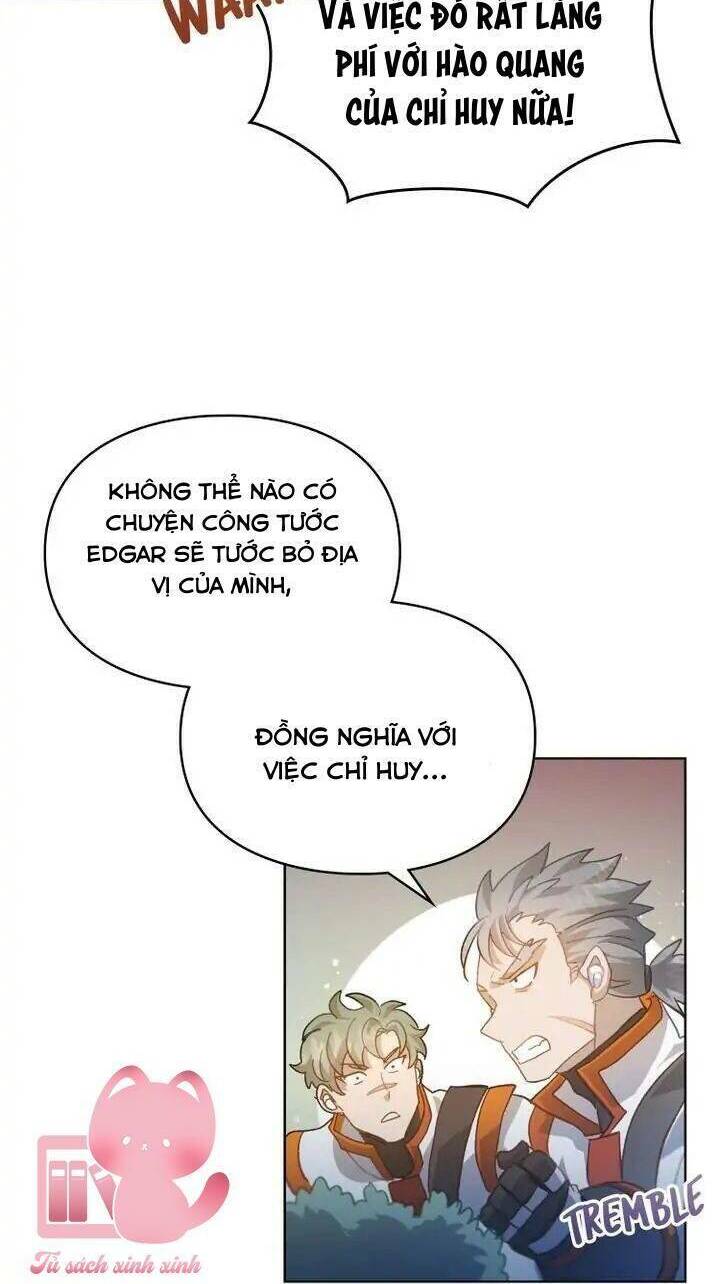 VÀ VIỆC ĐÓ RẤT LÃNG
PHÍ VỚI HÀO QUANG
CỦA CHỈ HUY NỮA!
KHÔNG THỂ NÀO CÓ
CHUYỆN CÔNG TƯỚC
EDGAR SẼ TƯỚC BỎ ĐỊA
VỊ CỦA MÌNH,
ĐỒNG NGHĨA VỚI
VIỆC CHỈ HUY...
TREMBLE
Tủ sách xinh xinh